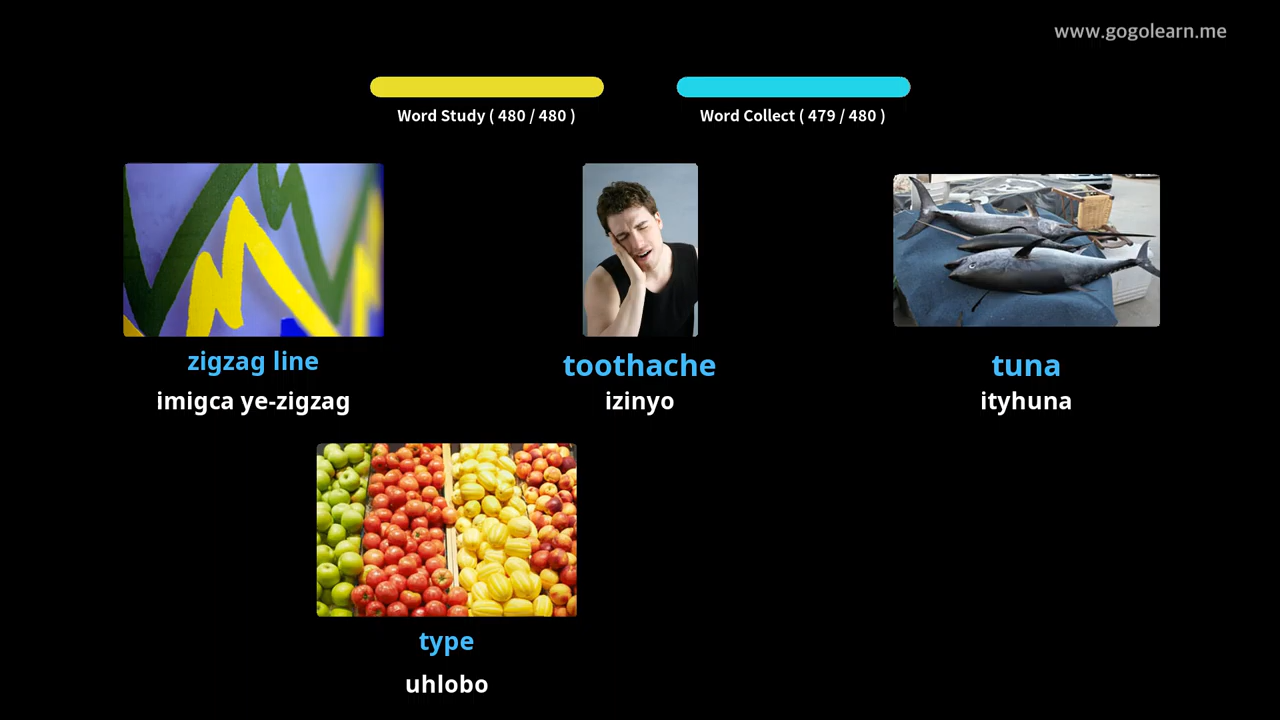 www.gogolearn.me
Word Study ( 480 / 480 )
Word Collect ( 479 / 480 )
zigzag line
imigca ye-zigzag
toothache
izinyo
tuna
ityhuna
type
uhlobo